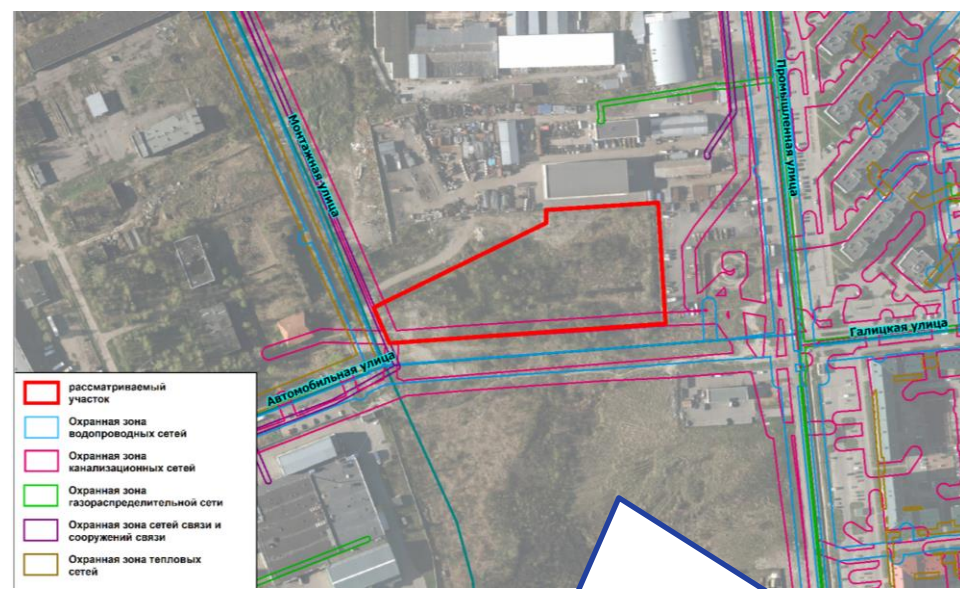 Монтажная улица
Промышленная улица
Галицкая улица
Автомобильная улица
рассматриваемый
участок
Охранная зона
водопроводных сетей
Охранная зона
канализационных сетей
Охранная зона
газораспределительной сети
Охранная зона сетей связи и
сооружений связи
Охранная зона тепловых
сетей